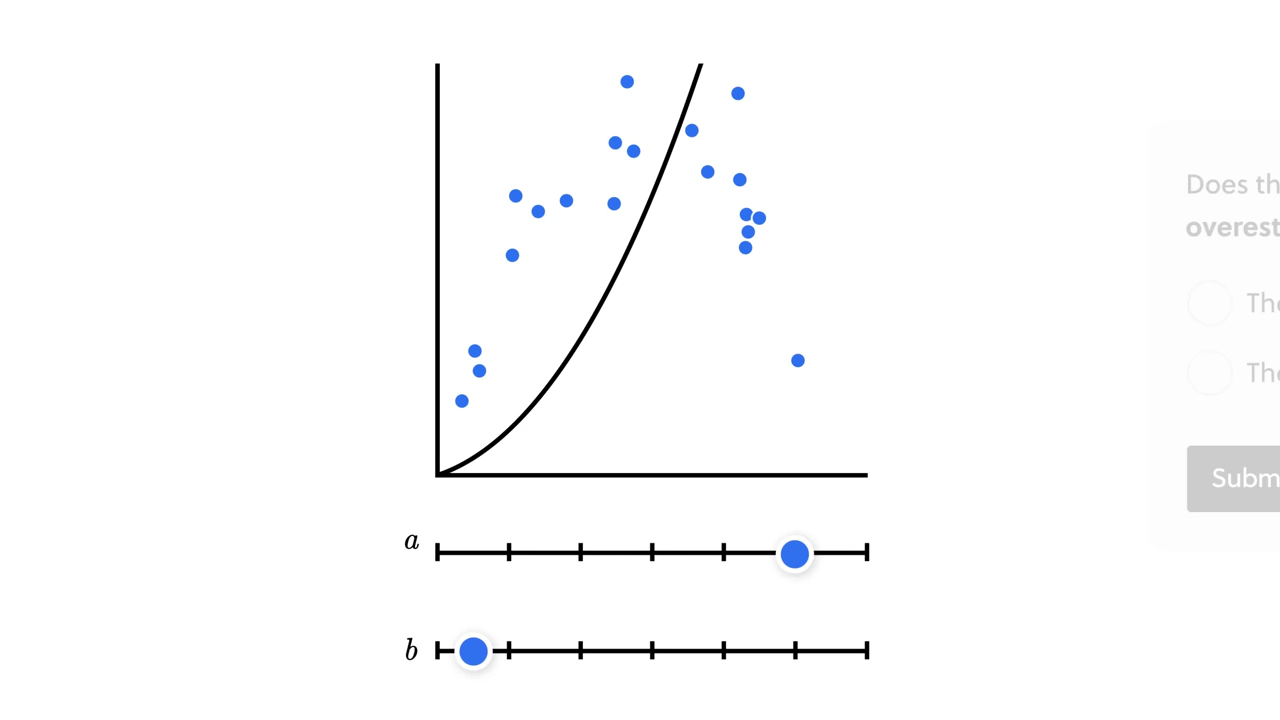 Does th
overest
The
The
Subm
a
b